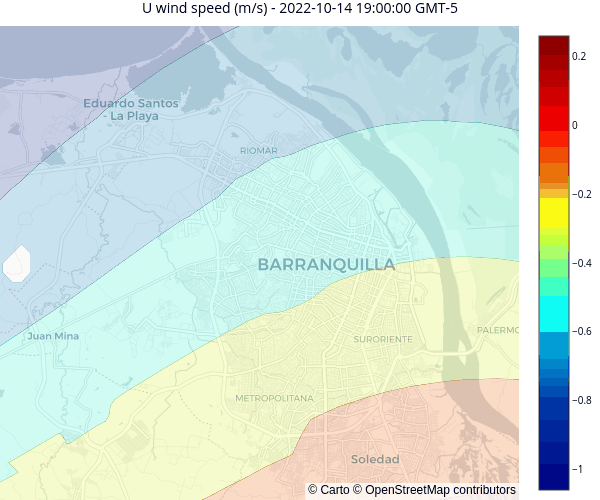 U wind speed (m/s) - 2022-10-14 19:00:00 GMT-5
0.2
Eduardo Santos
- La Playa
0
RIOMAR
−0.2
BARRANQUILLA
−0.4
Juan Mina
SURORIENTE
PALERMO
−0.6
METROPOLITANA
−0.8
Soledad
−1
© Carto © OpenStreetMap contributors